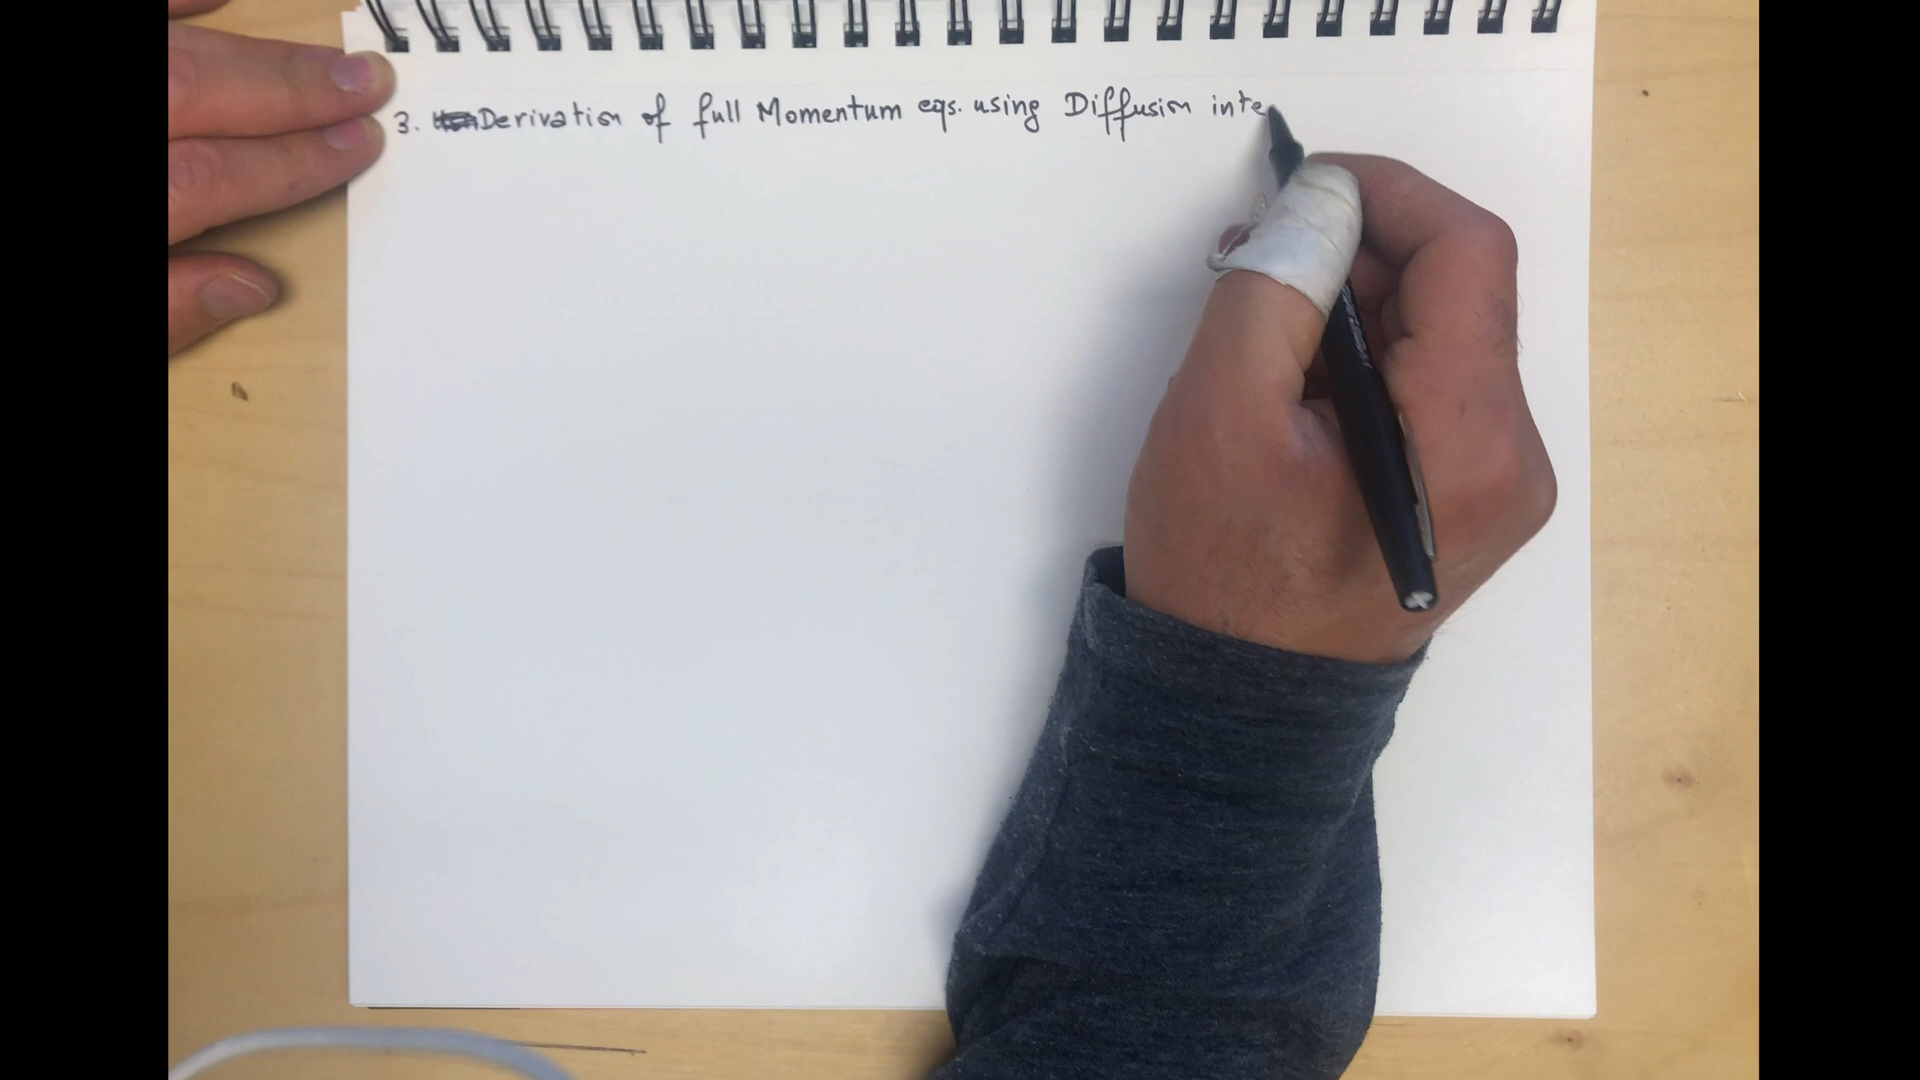 3. Derivation of full Momentum eqs. using Diffusion inte